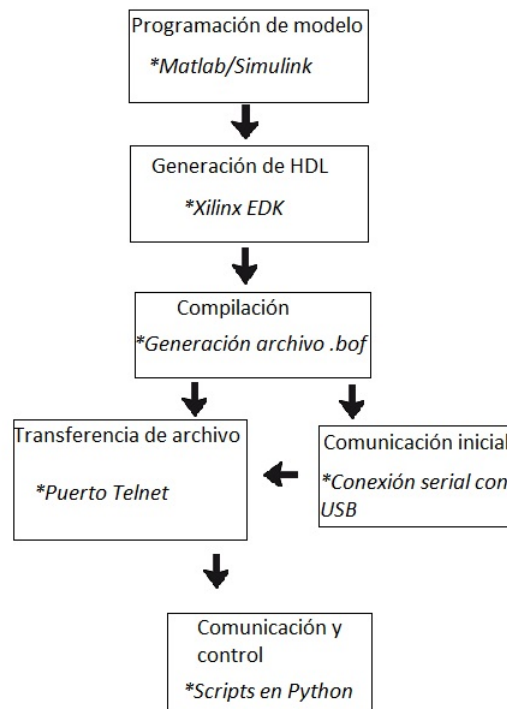 Programación de modelo
*Matlab/Simulink
Generación de HDL
*Xilinx EDK
Compilación
*Generación archivo .bof
Transferencia de archivo
*Puerto Telnet
Comunicación inicial
*Conexión serial con
USB
Comunicación y
control
*Scripts en Python